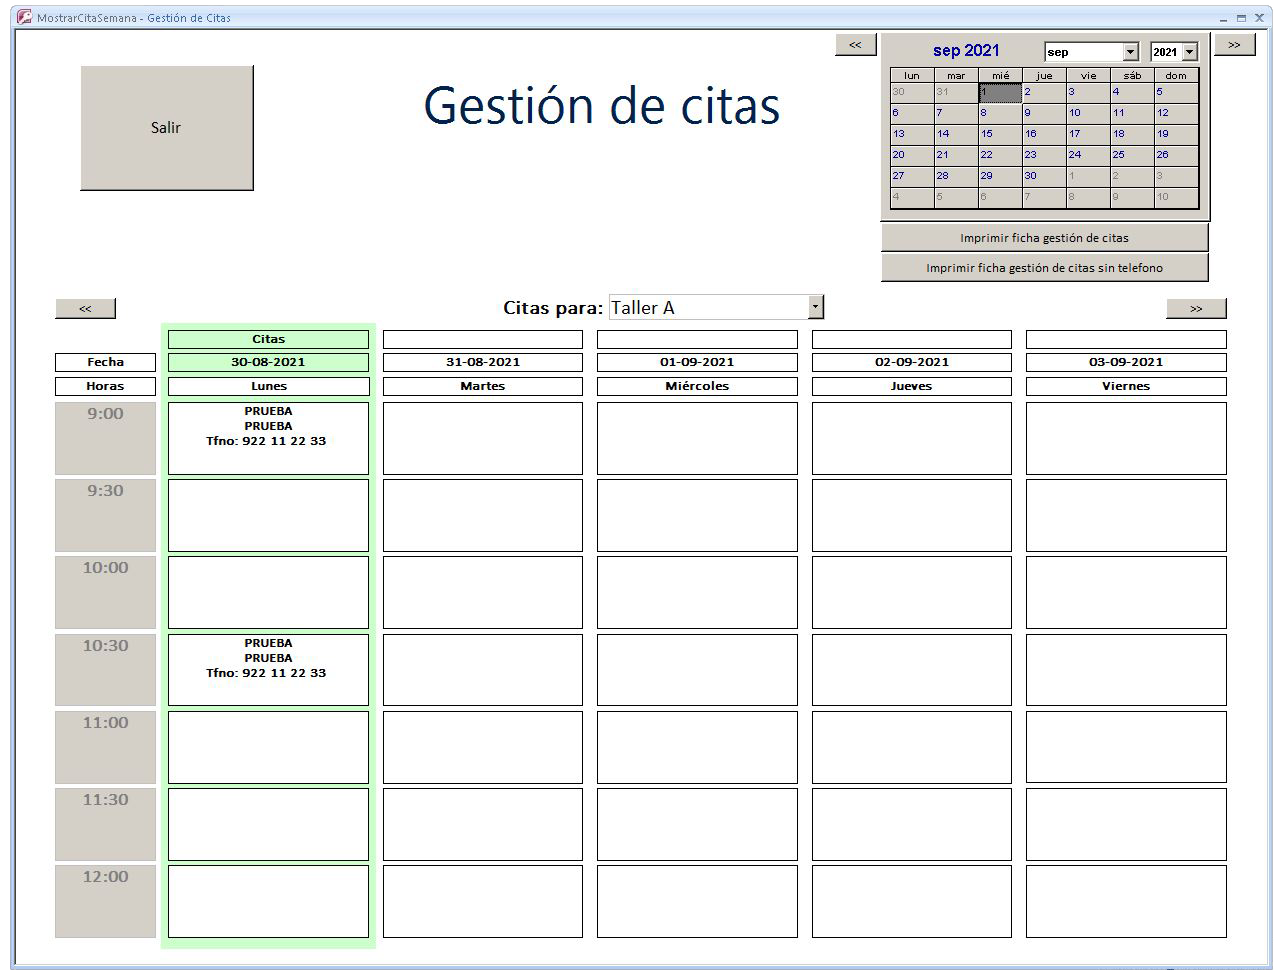 MostrarCitaSemana - Gestión de Citas
Salir
Gestión de citas
<<
sep 2021
sep
2021
>>
lun mar mié jue vie sáb dom
30 31 1 2 3 4 5
6 7 8 9 10 11 12
13 14 15 16 17 18 19
20 21 22 23 24 25 26
27 28 29 30 1 2 3
4 5 6 7 8 9 10
Imprimir ficha gestión de citas
Imprimir ficha gestión de citas sin telefono
<<
Citas para: Taller A
>>
Citas
Fecha 30-08-2021 31-08-2021 01-09-2021 02-09-2021 03-09-2021
Horas Lunes Martes Miércoles Jueves Viernes
9:00
PRUEBA
PRUEBA
Tfno: 922 11 22 33
9:30
10:00
10:30
PRUEBA
PRUEBA
Tfno: 922 11 22 33
11:00
11:30
12:00